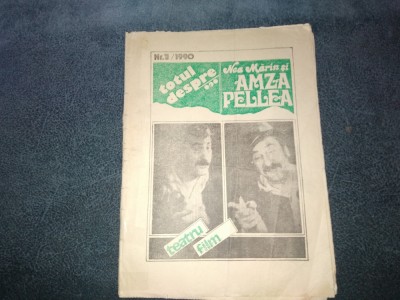 Nr. 3/1990
totul
despre
Nea Mărin și
AMZA
PELLEA
teatru
film